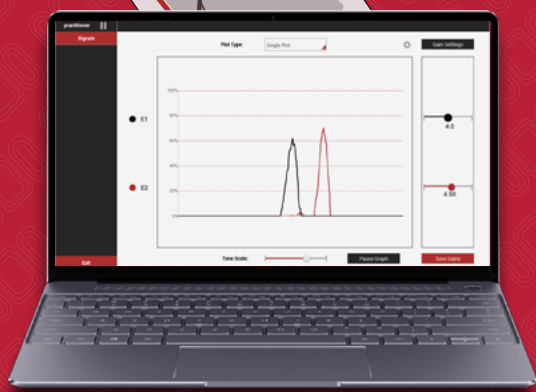 practitioner
Signals
Plot Type:
Single Plot
Gain Settings
100%
80%
60%
40%
20%
0%
E1
E2
4.0
4.50
Exit
Time Scale:
Pause Graph
Save Gains